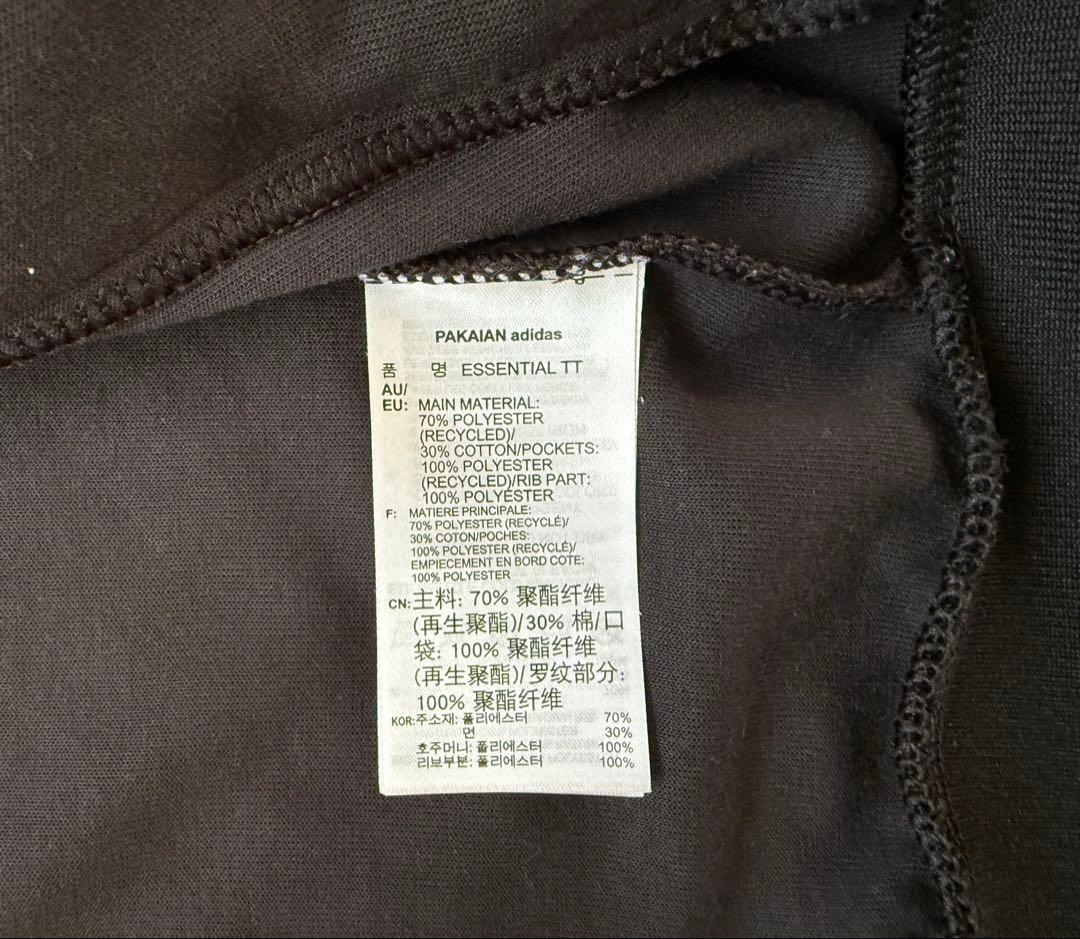 PAKAIAN adidas
품 명 ESSENTIAL TT
AU/
EU: MAIN MATERIAL:
70% POLYESTER
(RECYCLED)/
30% COTTON/POCKETS:
100% POLYESTER
(RECYCLED)/RIB PART:
100% POLYESTER
F: MATIERE PRINCIPALE:
70% POLYESTER (RECYCLÉ)/
30% COTON/POCHES:
100% POLYESTER (RECYCLÉ)/
EMPIECEMENT EN BORD COTE:
100% POLYESTER
CN: 主料: 70% 聚酯纤维
(再生聚酯)/30% 棉/口
袋: 100% 聚酯纤维
(再生聚酯)/罗纹部分:
100% 聚酯纤维
KOR: 주소재: 폴리에스터 70%
면 30%
호주머니: 폴리에스터 100%
리브부분: 폴리에스터 100%